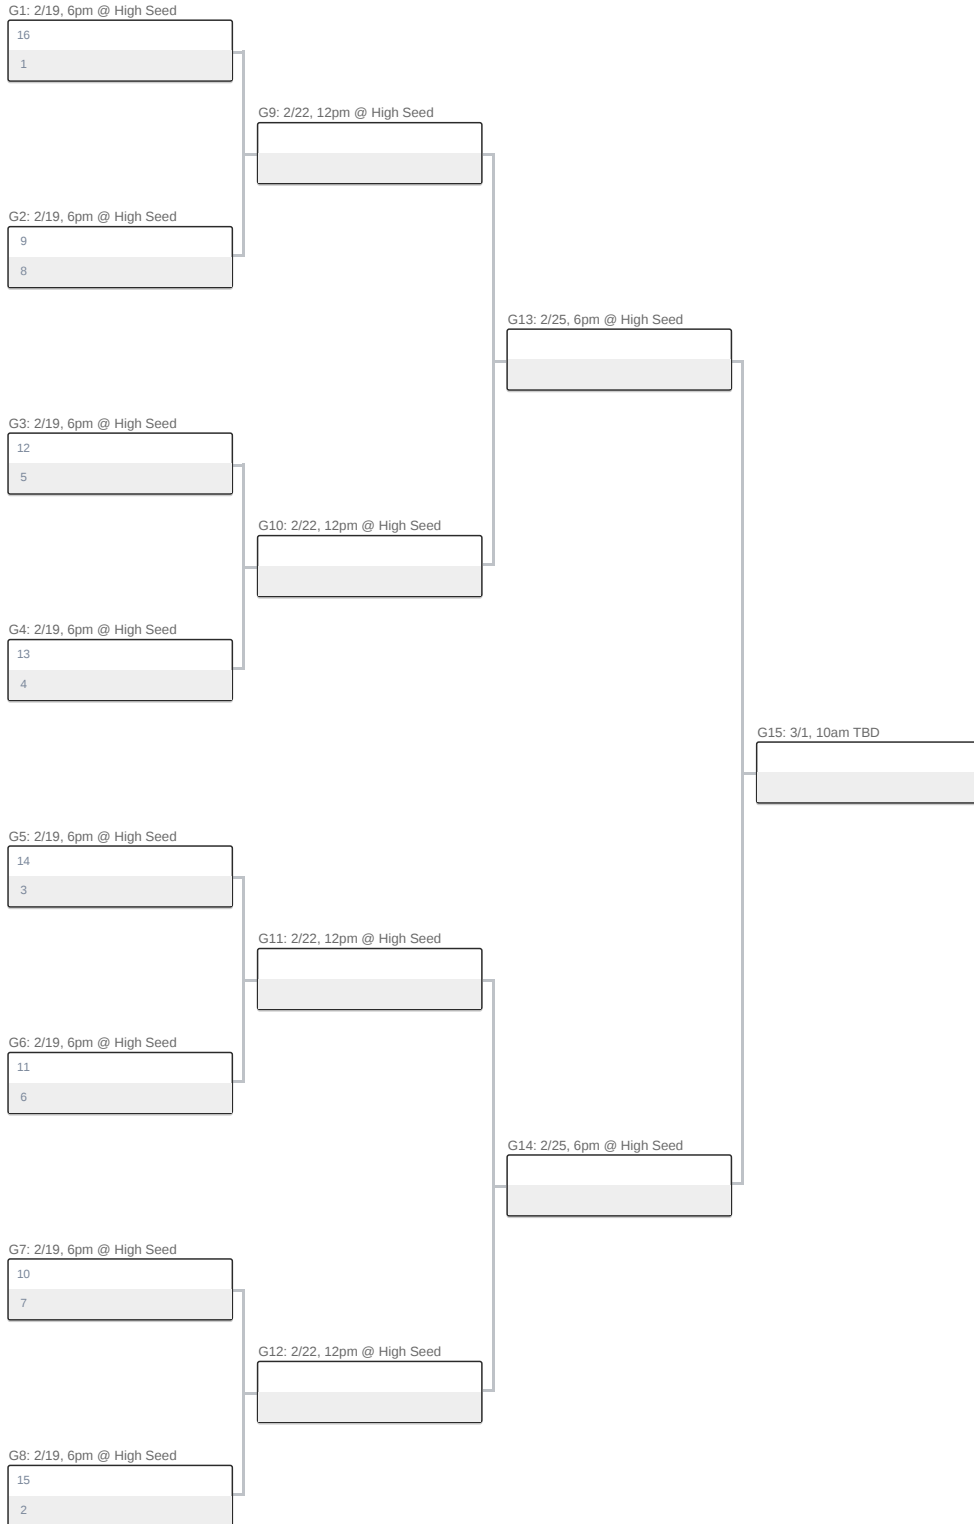 G1: 2/19, 6pm @ High Seed
16
1
G9: 2/22, 12pm @ High Seed
G2: 2/19, 6pm @ High Seed
9
8
G13: 2/25, 6pm @ High Seed
G3: 2/19, 6pm @ High Seed
12
5
G10: 2/22, 12pm @ High Seed
G4: 2/19, 6pm @ High Seed
13
4
G15: 3/1, 10am TBD
G5: 2/19, 6pm @ High Seed
14
3
G11: 2/22, 12pm @ High Seed
G6: 2/19, 6pm @ High Seed
11
6
G14: 2/25, 6pm @ High Seed
G7: 2/19, 6pm @ High Seed
10
7
G12: 2/22, 12pm @ High Seed
G8: 2/19, 6pm @ High Seed
15
2